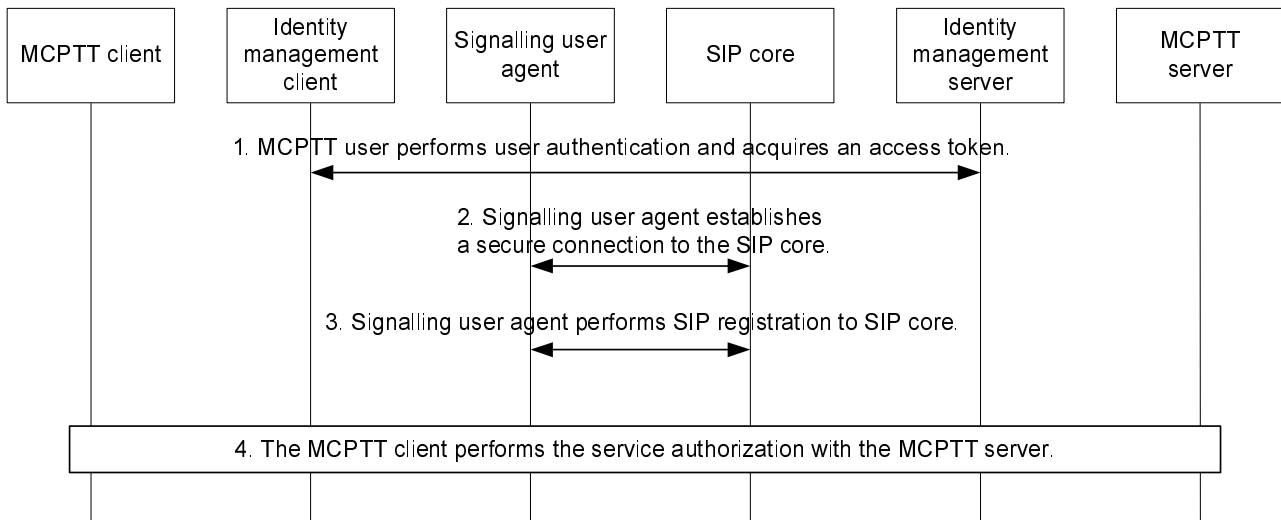 MCPTT client
Identity
management
client
Signalling user
agent
SIP core
Identity
management
server
MCPTT
server
1. MCPTT user performs user authentication and acquires an access token.
2. Signalling user agent establishes
a secure connection to the SIP core.
3. Signalling user agent performs SIP registration to SIP core.
4. The MCPTT client performs the service authorization with the MCPTT server.